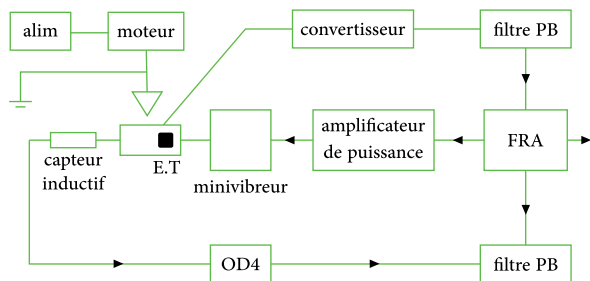 alim
moteur
convertisseur
filtre PB
capteur
inductif
E.T
minivibreur
amplificateur
de puissance
FRA
OD4
filtre PB